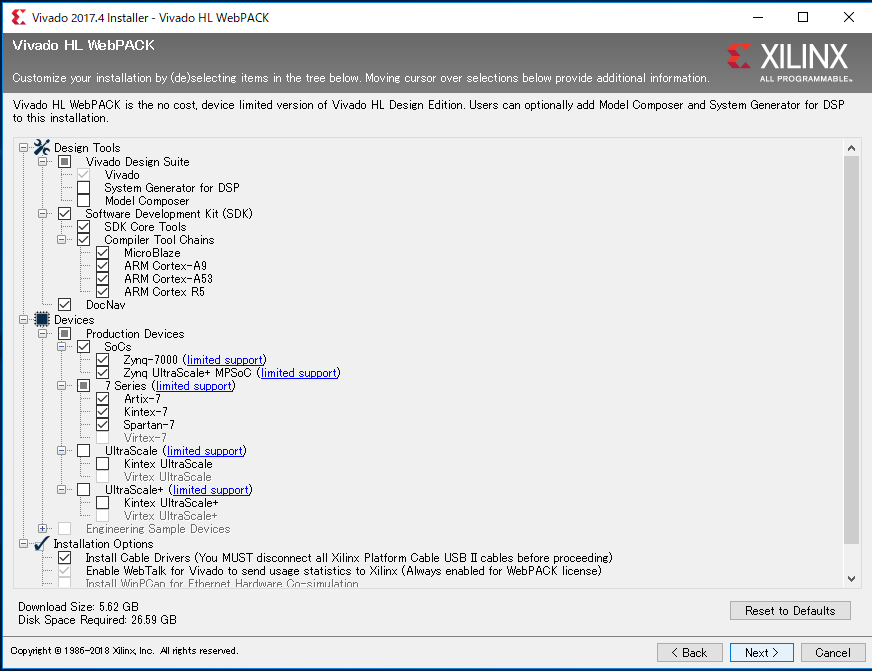 Vivado 2017.4 Installer - Vivado HL WebPACK
Vivado HL WebPACK
XILINX
ALL PROGRAMMABLE.
Customize your installation by (de)selecting items in the tree below. Moving cursor over selections below provide additional information.
Vivado HL WebPACK is the no cost, device limited version of Vivado HL Design Edition. Users can optionally add Model Composer and System Generator for DSP
to this installation.
Design Tools
Vivado Design Suite
Vivado
System Generator for DSP
Model Composer
Software Development Kit (SDK)
SDK Core Tools
Compiler Tool Chains
MicroBlaze
ARM Cortex-A9
ARM Cortex-A53
ARM Cortex R5
DocNav
Devices
Production Devices
SoCs
Zynq-7000 (limited support)
Zynq UltraScale+ MPSoC (limited support)
7 Series (limited support)
Artix-7
Kintex-7
Spartan-7
Virtex-7
UltraScale (limited support)
Kintex UltraScale
Virtex UltraScale
UltraScale+ (limited support)
Kintex UltraScale+
Virtex UltraScale+
Engineering Sample Devices
Installation Options
Install Cable Drivers (You MUST disconnect all Xilinx Platform Cable USB II cables before proceeding)
Enable WebTalk for Vivado to send usage statistics to Xilinx (Always enabled for WebPACK license)
Install WinPCap for Ethernet Hardware Co-simulation
Download Size: 5.62 GB
Disk Space Required: 26.59 GB
Reset to Defaults
Copyright © 1986-2018 Xilinx, Inc. All rights reserved.
< Back
Next >
Cancel